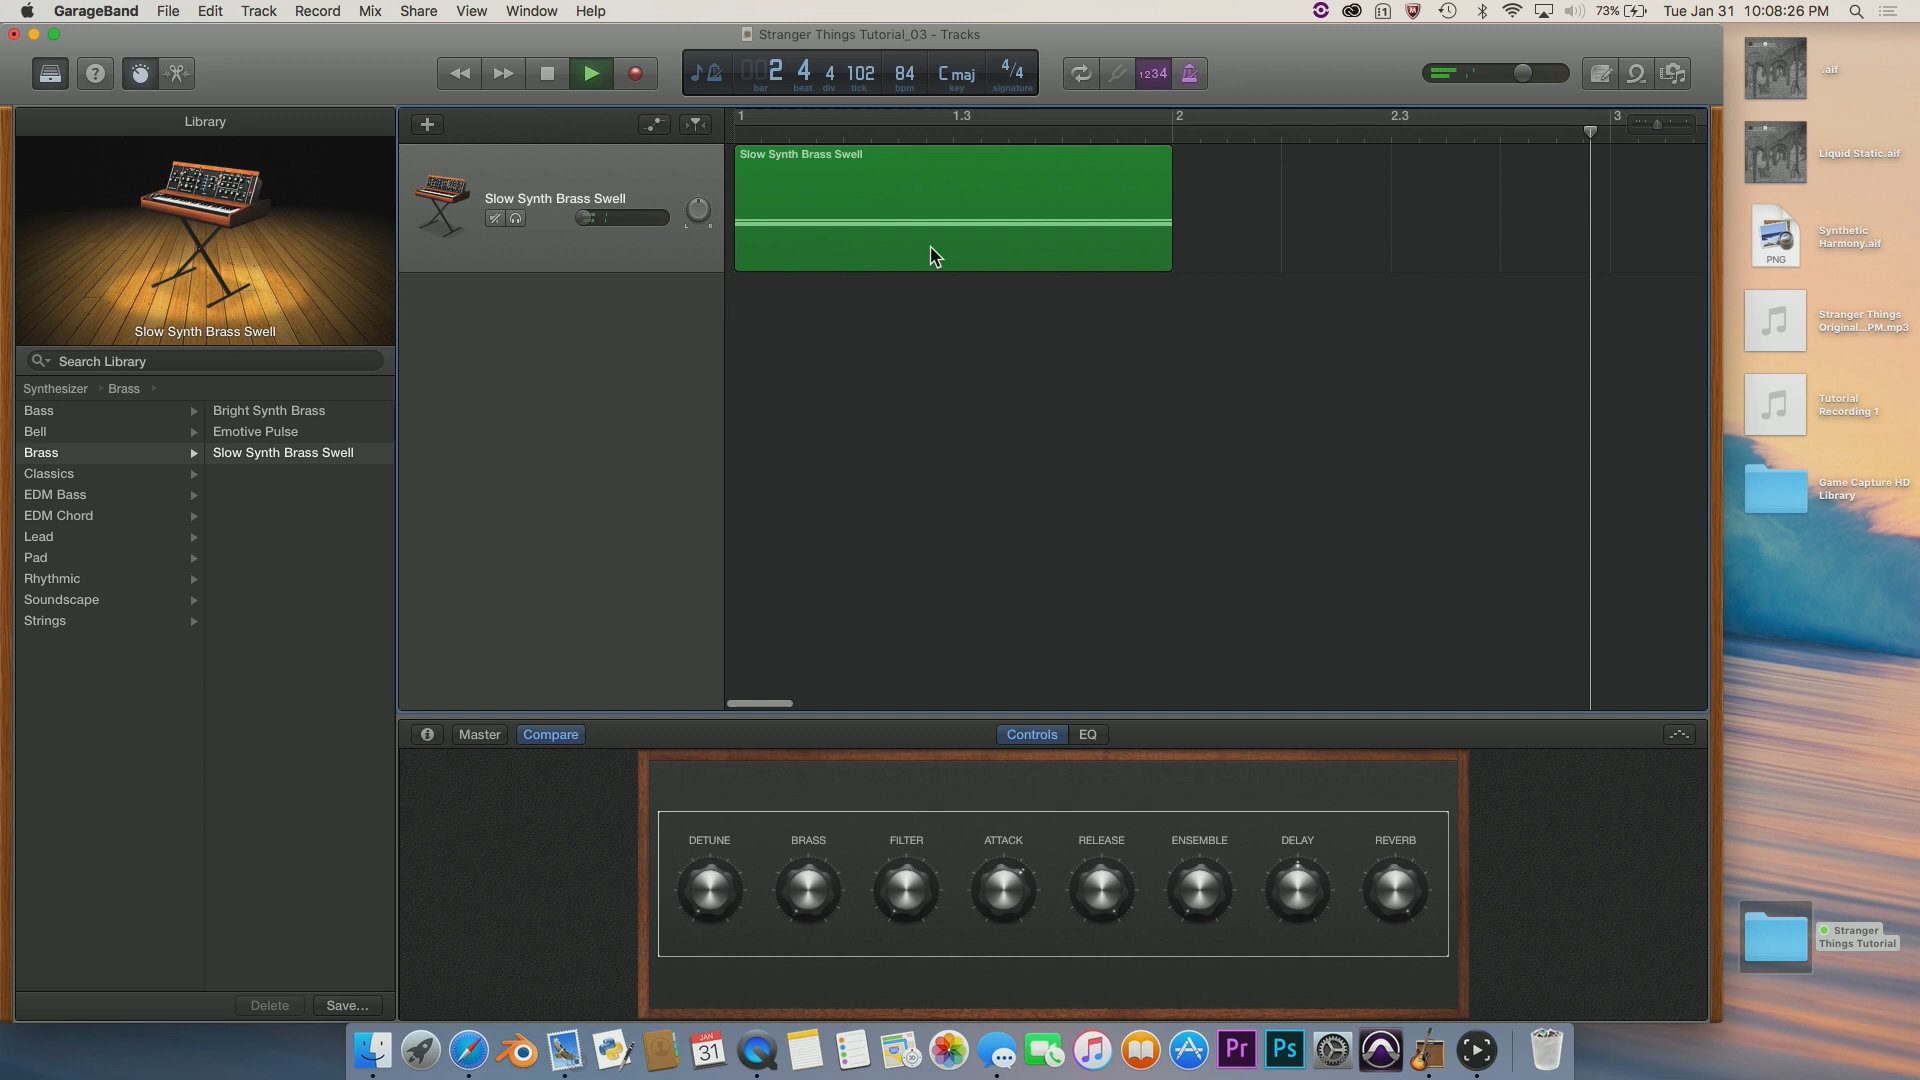 GarageBand File Edit Track Record Mix Share View Window Help
73% Tue Jan 31 10:08:26 PM
Stranger Things Tutorial_03 - Tracks
002 4 4 102 84 C maj 4/4
bar beat div tick bpm key signature
1234
Library
1 1.3 2 2.3 3
Slow Synth Brass Swell
Slow Synth Brass Swell
L R
Slow Synth Brass Swell
Search Library
Synthesizer Brass
Bass
Bell
Brass
Classics
EDM Bass
EDM Chord
Lead
Pad
Rhythmic
Soundscape
Strings
Bright Synth Brass
Emotive Pulse
Slow Synth Brass Swell
Delete Save...
Master Compare Controls EQ
DETUNE BRASS FILTER ATTACK RELEASE ENSEMBLE DELAY REVERB
.aif
Liquid Static.aif
PNG
Synthetic
Harmony.aif
Stranger Things
Original...PM.mp3
Tutorial
Recording 1
Game Capture HD
Library
Stranger
Things Tutorial
JAN
31
Pr Ps